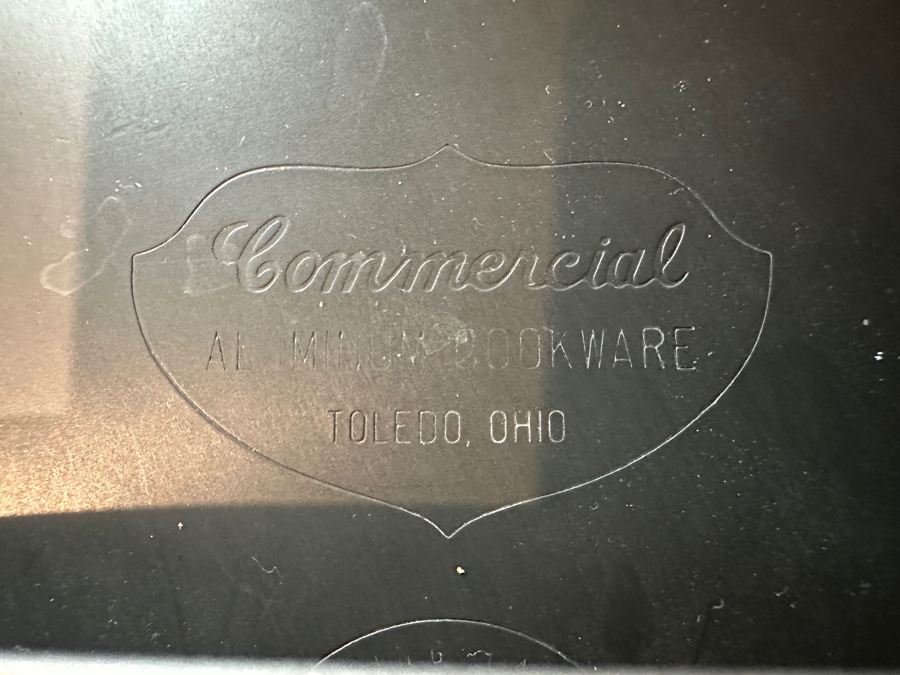 Commercial
ALUMINUM COOKWARE
TOLEDO, OHIO